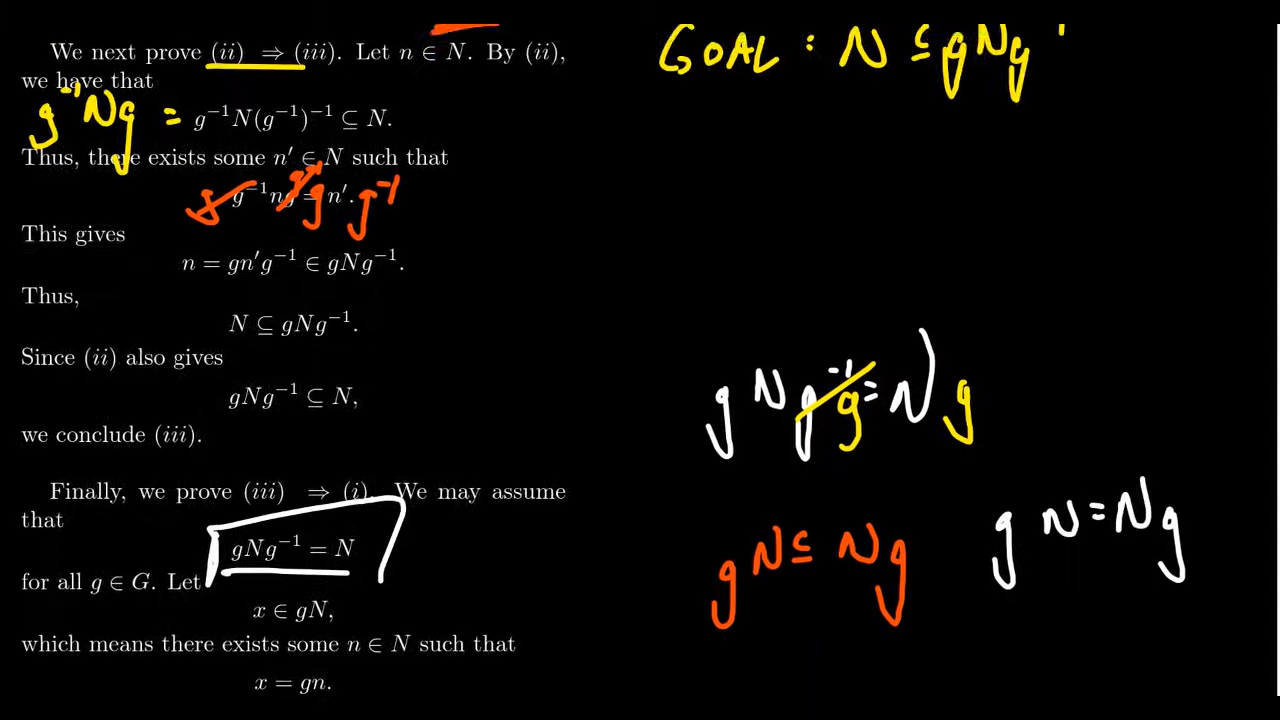 We next prove (ii) ⇒ (iii). Let n ∈ N. By (ii),
we have that
g⁻¹Ng = g⁻¹N(g⁻¹)⁻¹ ⊆ N.
Thus, there exists some n′ ∈ N such that
g g⁻¹ng = n′.
g g⁻¹
This gives
n = gn′g⁻¹ ∈ gNg⁻¹.
Thus,
N ⊆ gNg⁻¹.
Since (ii) also gives
gNg⁻¹ ⊆ N,
we conclude (iii).
Finally, we prove (iii) ⇒ (i). We may assume
that
gNg⁻¹ = N
for all g ∈ G. Let
x ∈ gN,
which means there exists some n ∈ N such that
x = gn.
GOAL : N ⊆ gNg⁻¹
gNg⁻¹g = N)g
gN ⊆ Ng
gN = Ng